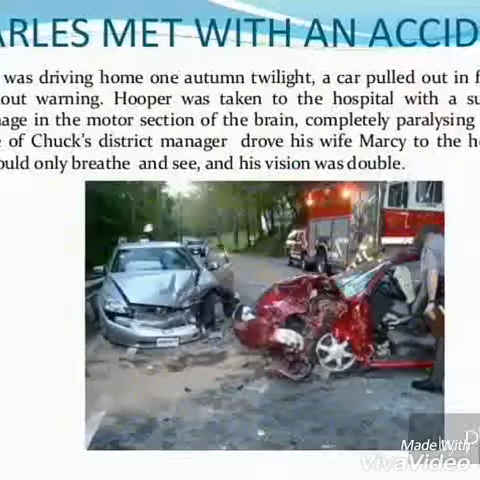 ARLES MET WITH AN ACCID
was driving home one autumn twilight, a car pulled out in f
out warning. Hooper was taken to the hospital with a su
age in the motor section of the brain, completely paralysing
of Chuck's district manager drove his wife Marcy to the ho
ould only breathe and see, and his vision was double.
Made With
VivaVideo